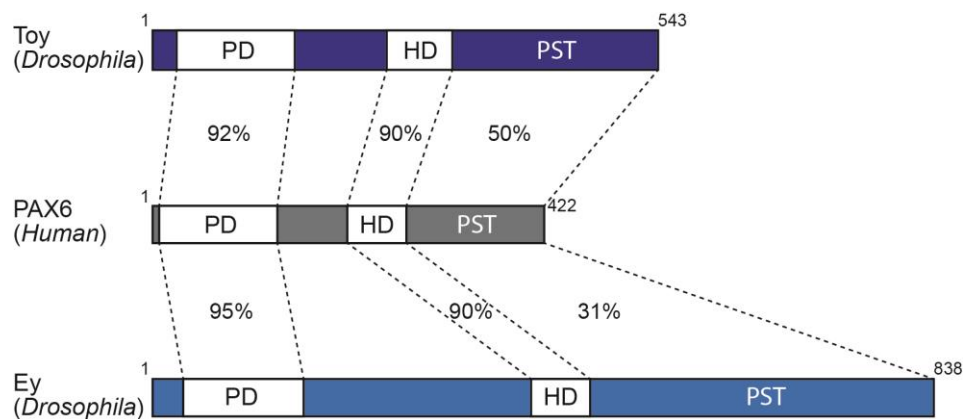 1 543
Toy
(Drosophila)
PD HD PST
92% 90% 50%
1 422
PAX6
(Human)
PD HD PST
95% 90% 31%
1 838
Ey
(Drosophila)
PD HD PST